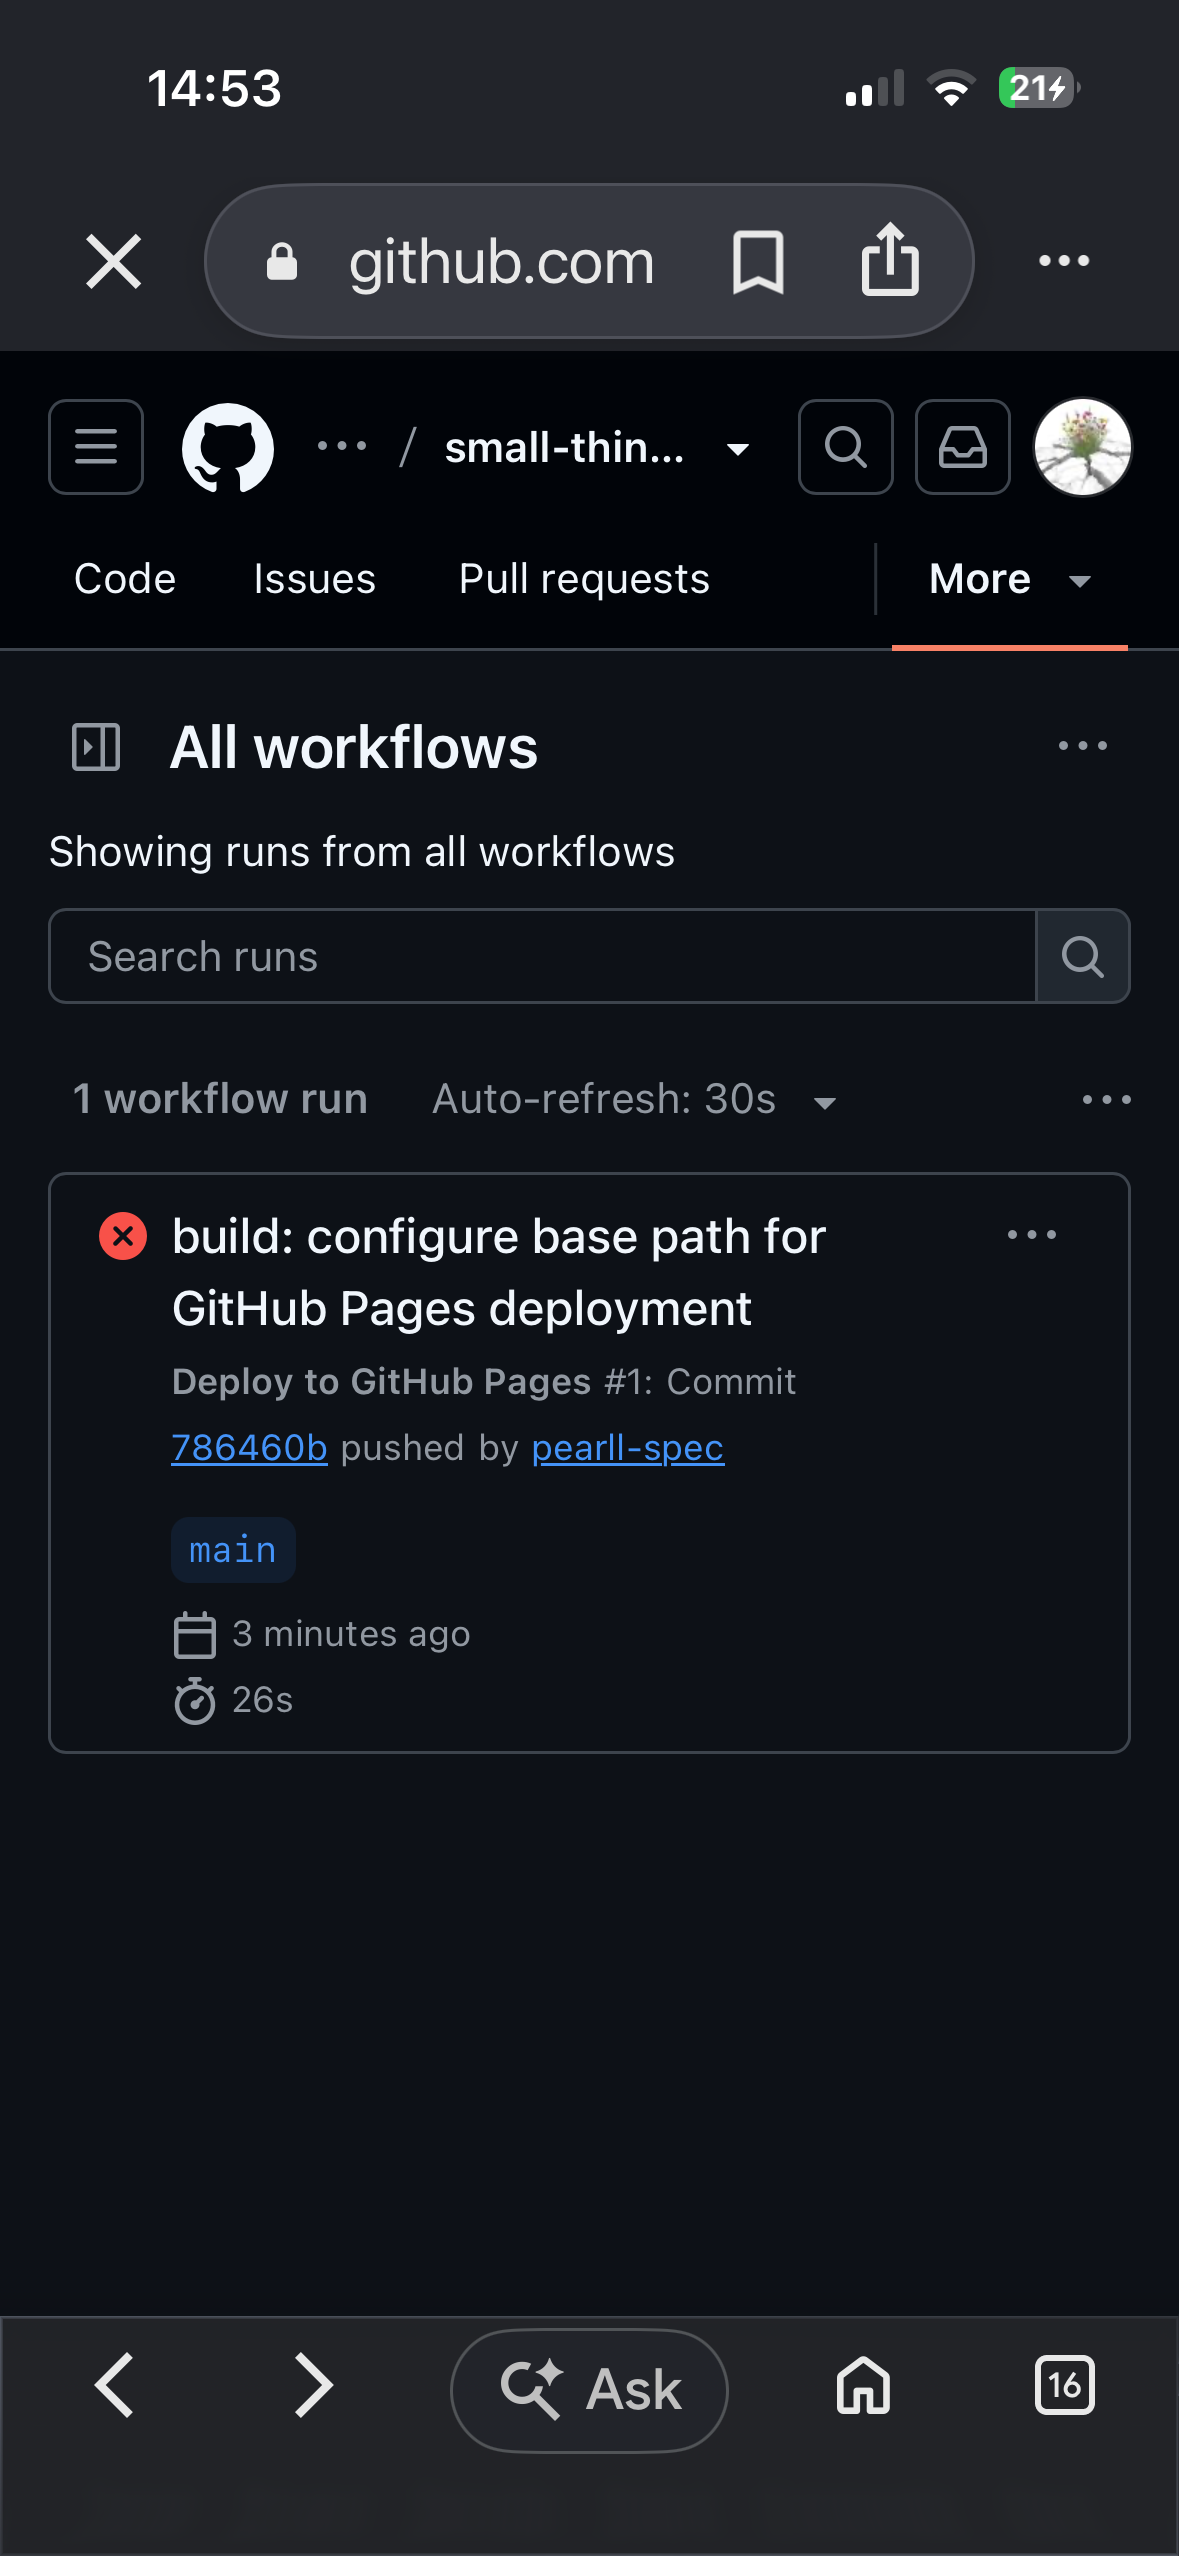 14:53
21
github.com
/ small-thin...
Code Issues Pull requests More
All workflows
Showing runs from all workflows
Search runs
1 workflow run Auto-refresh: 30s
build: configure base path for
GitHub Pages deployment
Deploy to GitHub Pages #1: Commit
786460b pushed by pearll-spec
main
3 minutes ago
26s
Ask
16